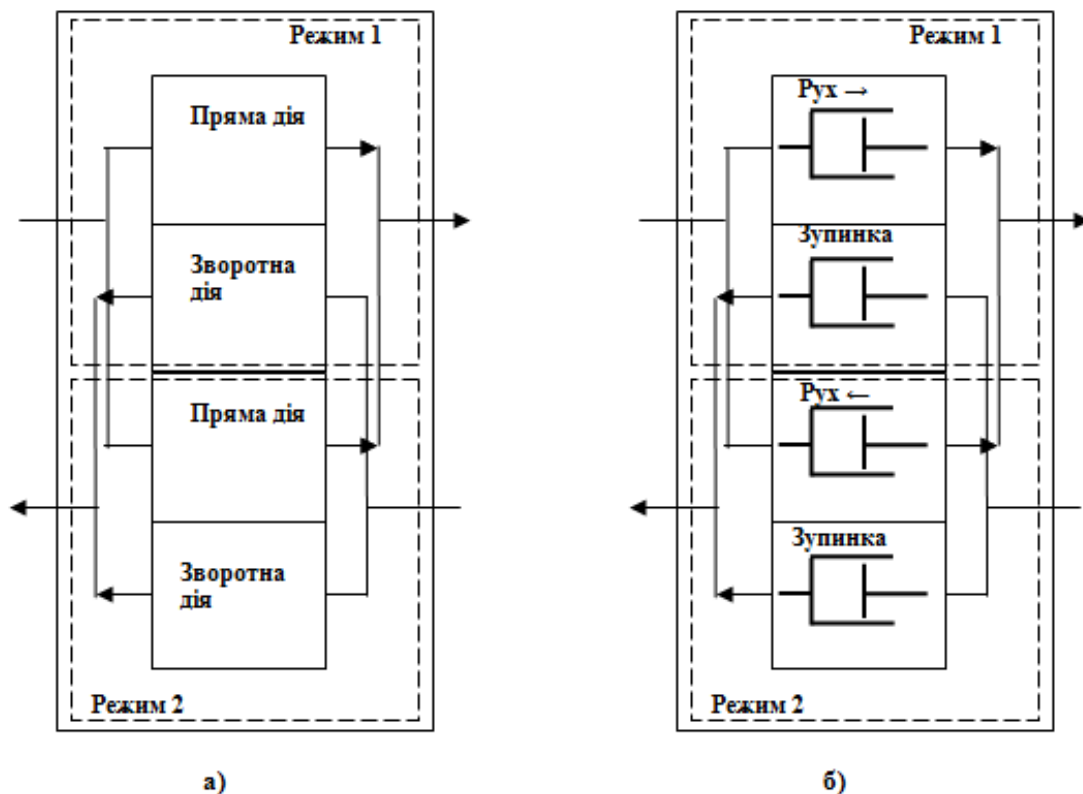 Режим 1
Пряма дія
Зворотна
дія
Пряма дія
Зворотна
дія
Режим 2
а)
Режим 1
Рух →
Зупинка
Рух ←
Зупинка
Режим 2
б)